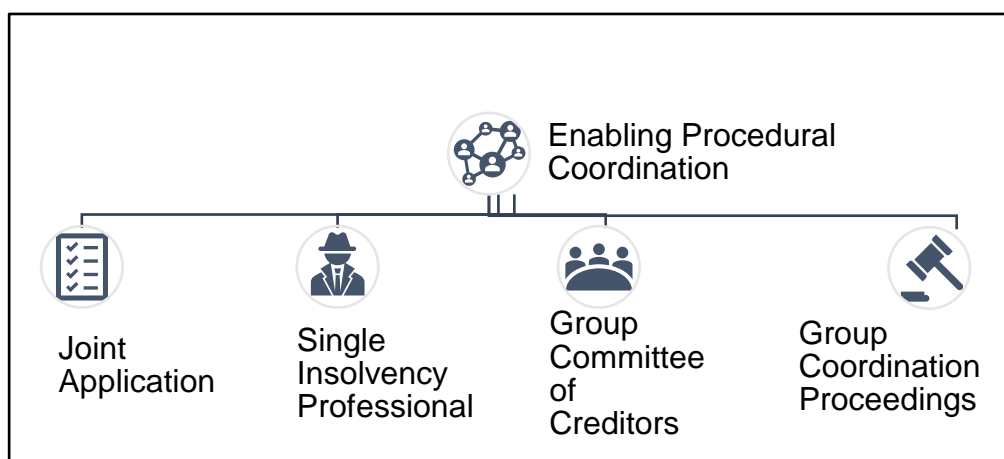 Enabling Procedural
Coordination
Joint
Application
Single
Insolvency
Professional
Group
Committee
of
Creditors
Group
Coordination
Proceedings